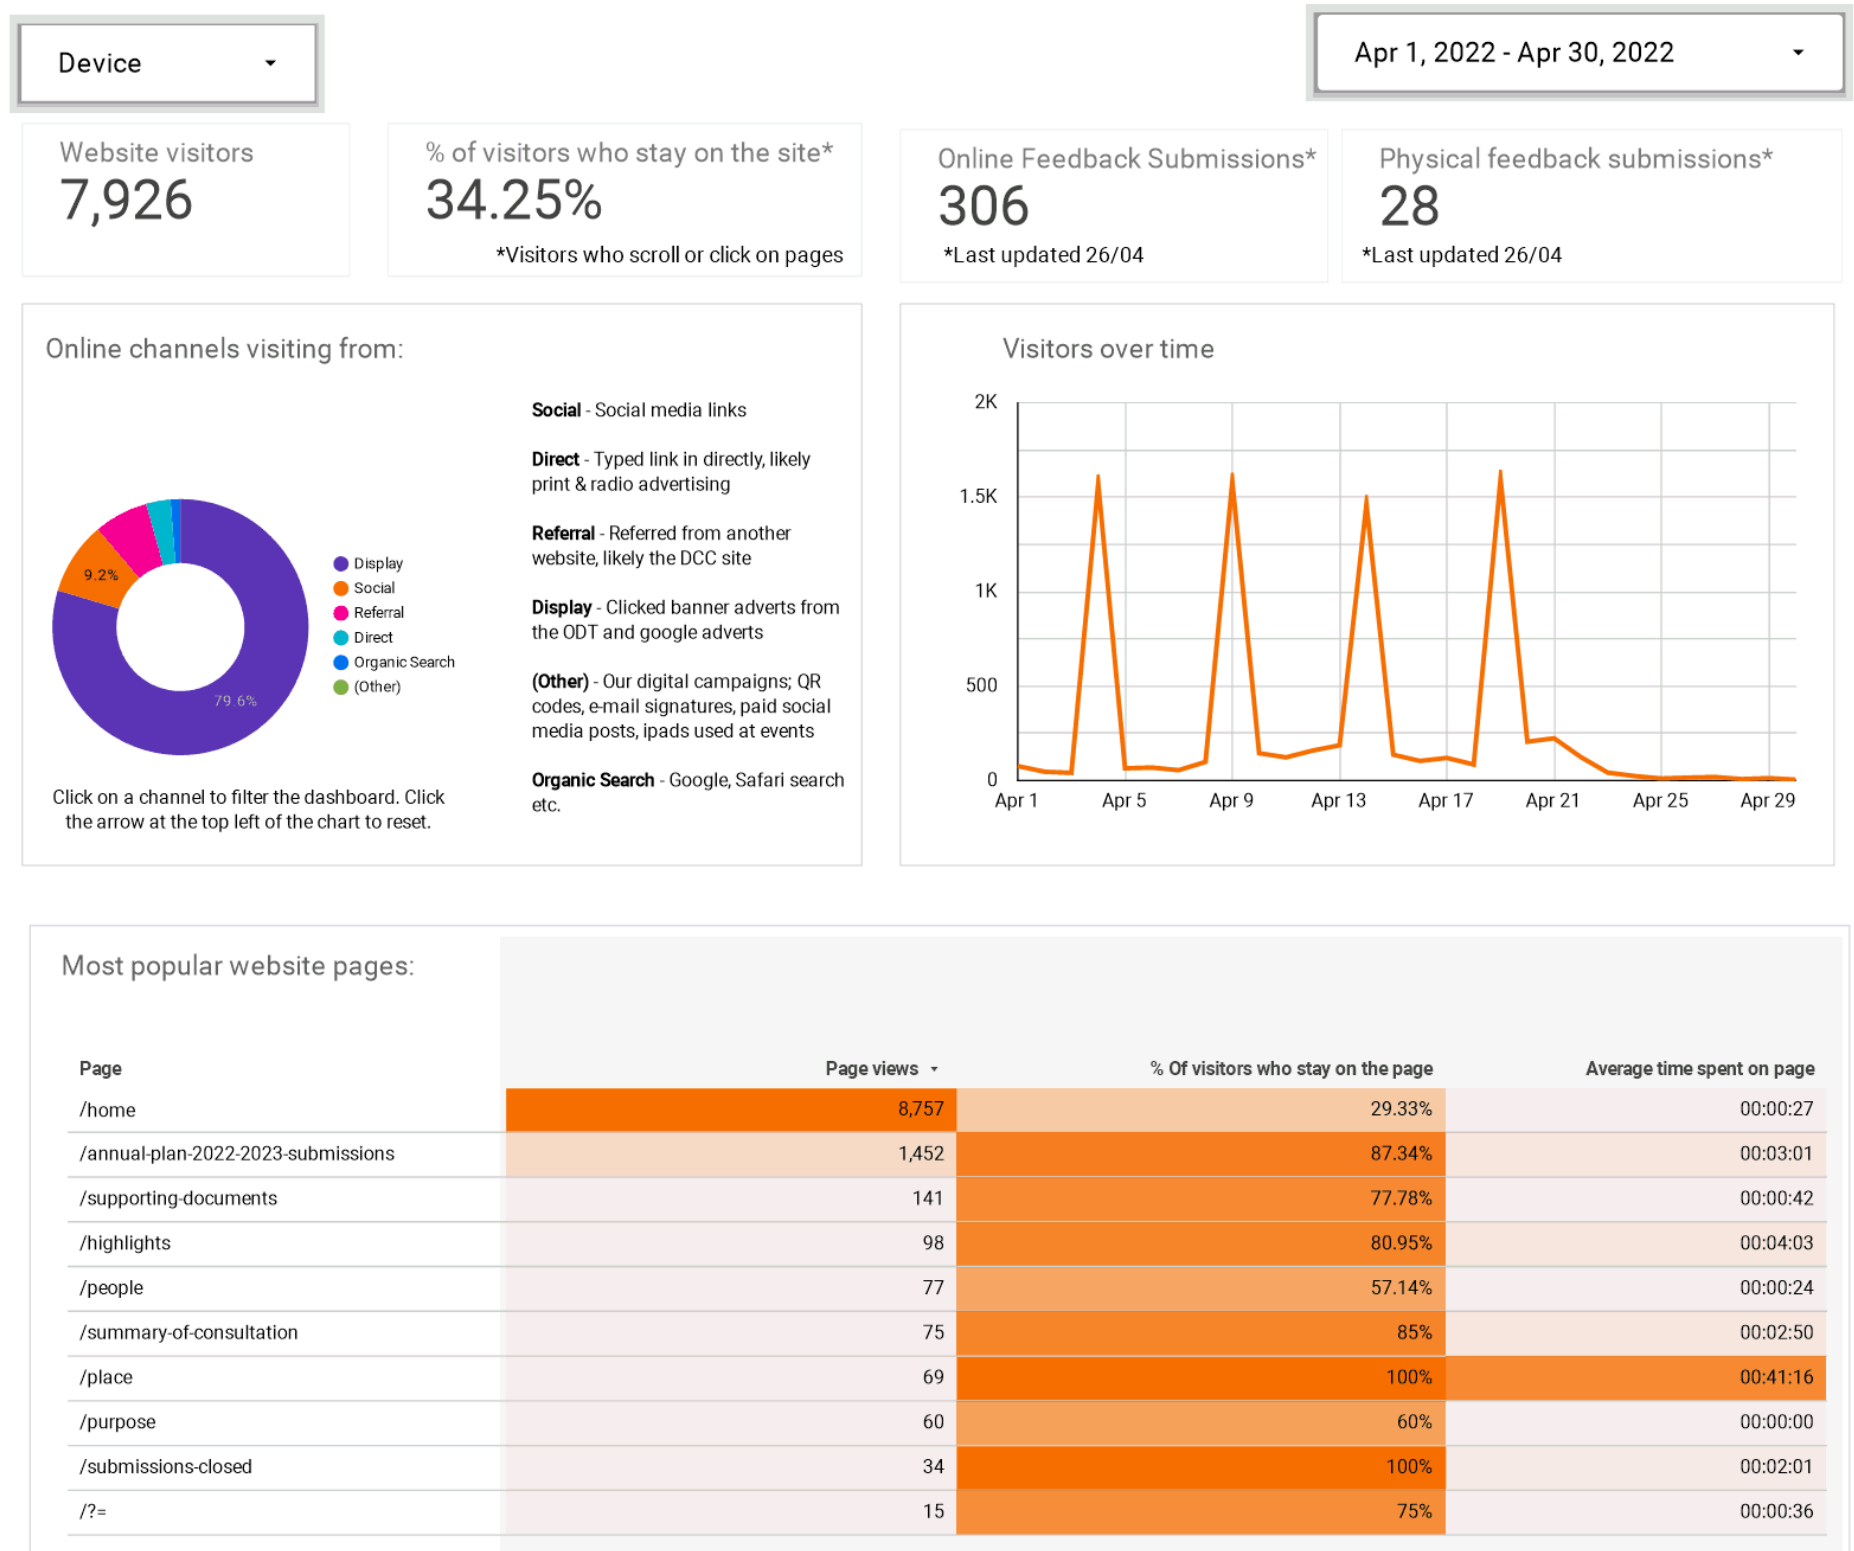 Device
Apr 1, 2022 - Apr 30, 2022
Website visitors
7,926
% of visitors who stay on the site*
34.25%
*Visitors who scroll or click on pages
Online Feedback Submissions*
306
*Last updated 26/04
Physical feedback submissions*
28
*Last updated 26/04
Online channels visiting from:
9.2%
79.6%
Display
Social
Referral
Direct
Organic Search
(Other)
Click on a channel to filter the dashboard. Click
the arrow at the top left of the chart to reset.
Social - Social media links
Direct - Typed link in directly, likely
print & radio advertising
Referral - Referred from another
website, likely the DCC site
Display - Clicked banner adverts from
the ODT and google adverts
(Other) - Our digital campaigns; QR
codes, e-mail signatures, paid social
media posts, ipads used at events
Organic Search - Google, Safari search
etc.
Visitors over time
2K
1.5K
1K
500
0
Apr 1 Apr 5 Apr 9 Apr 13 Apr 17 Apr 21 Apr 25 Apr 29
Most popular website pages:
Page Page views % Of visitors who stay on the page Average time spent on page
/home 8,757 29.33% 00:00:27
/annual-plan-2022-2023-submissions 1,452 87.34% 00:03:01
/supporting-documents 141 77.78% 00:00:42
/highlights 98 80.95% 00:04:03
/people 77 57.14% 00:00:24
/summary-of-consultation 75 85% 00:02:50
/place 69 100% 00:41:16
/purpose 60 60% 00:00:00
/submissions-closed 34 100% 00:02:01
/?= 15 75% 00:00:36